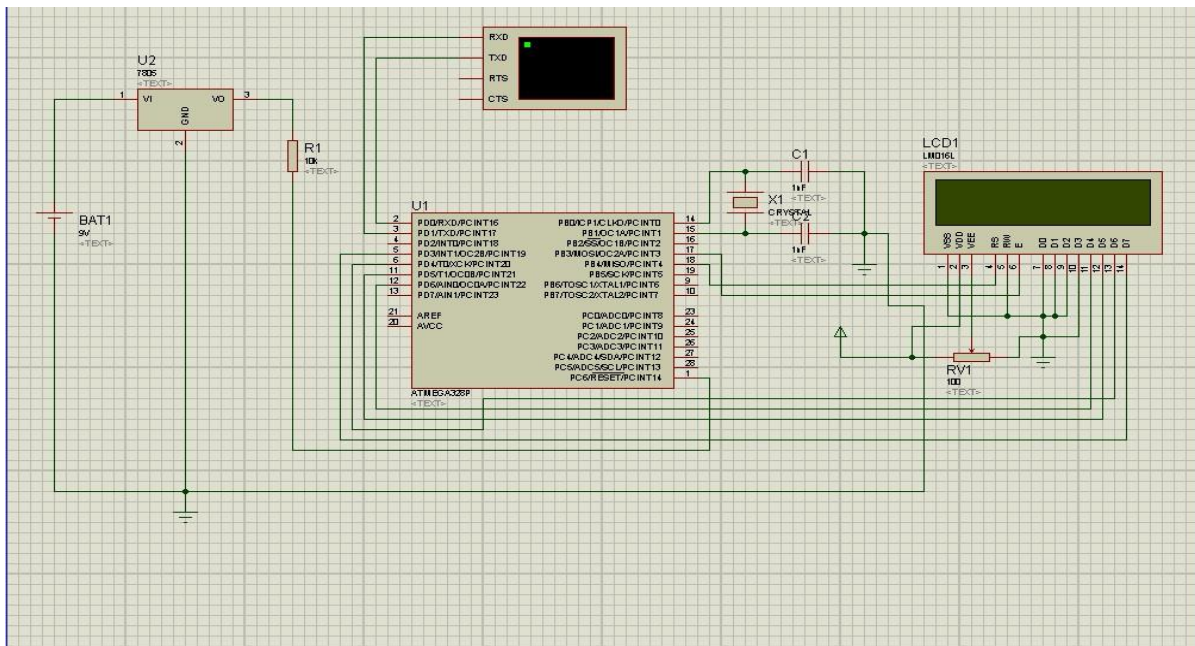 U2
7805
<TEXT>
1 VI VO 3
GND
2
R1
10k
<TEXT>
BAT1
9V
<TEXT>
RXD
TXD
RTS
CTS
U1
2 PD0/RXD/PCINT16 PB0/ICP1/CLKO/PCINT0 14
3 PD1/TXD/PCINT17 PB1/OC1A/PCINT1 15
4 PD2/INT0/PCINT18 PB2/SS/OC1B/PCINT2 16
5 PD3/INT1/OC2B/PCINT19 PB3/MOSI/OC2A/PCINT3 17
6 PD4/T0/XCK/PCINT20 PB4/MISO/PCINT4 18
11 PD5/T1/OC0B/PCINT21 PB5/SCK/PCINT5 19
12 PD6/AIN0/OC0A/PCINT22 PB6/TOSC1/XTAL1/PCINT6 9
13 PD7/AIN1/PCINT23 PB7/TOSC2/XTAL2/PCINT7 10
21 AREF PC0/ADC0/PCINT8 23
20 AVCC PC1/ADC1/PCINT9 24
PC2/ADC2/PCINT10 25
PC3/ADC3/PCINT11 26
PC4/ADC4/SDA/PCINT12 27
PC5/ADC5/SCL/PCINT13 28
PC6/RESET/PCINT14 1
ATMEGA328P
<TEXT>
C1
1nF
<TEXT>
X1
CRYSTAL
<TEXT>
C2
1nF
<TEXT>
LCD1
LM016L
<TEXT>
VSS VDD VEE RS RW E D0 D1 D2 D3 D4 D5 D6 D7
1 2 3 4 5 6 7 8 9 10 11 12 13 14
RV1
100
<TEXT>